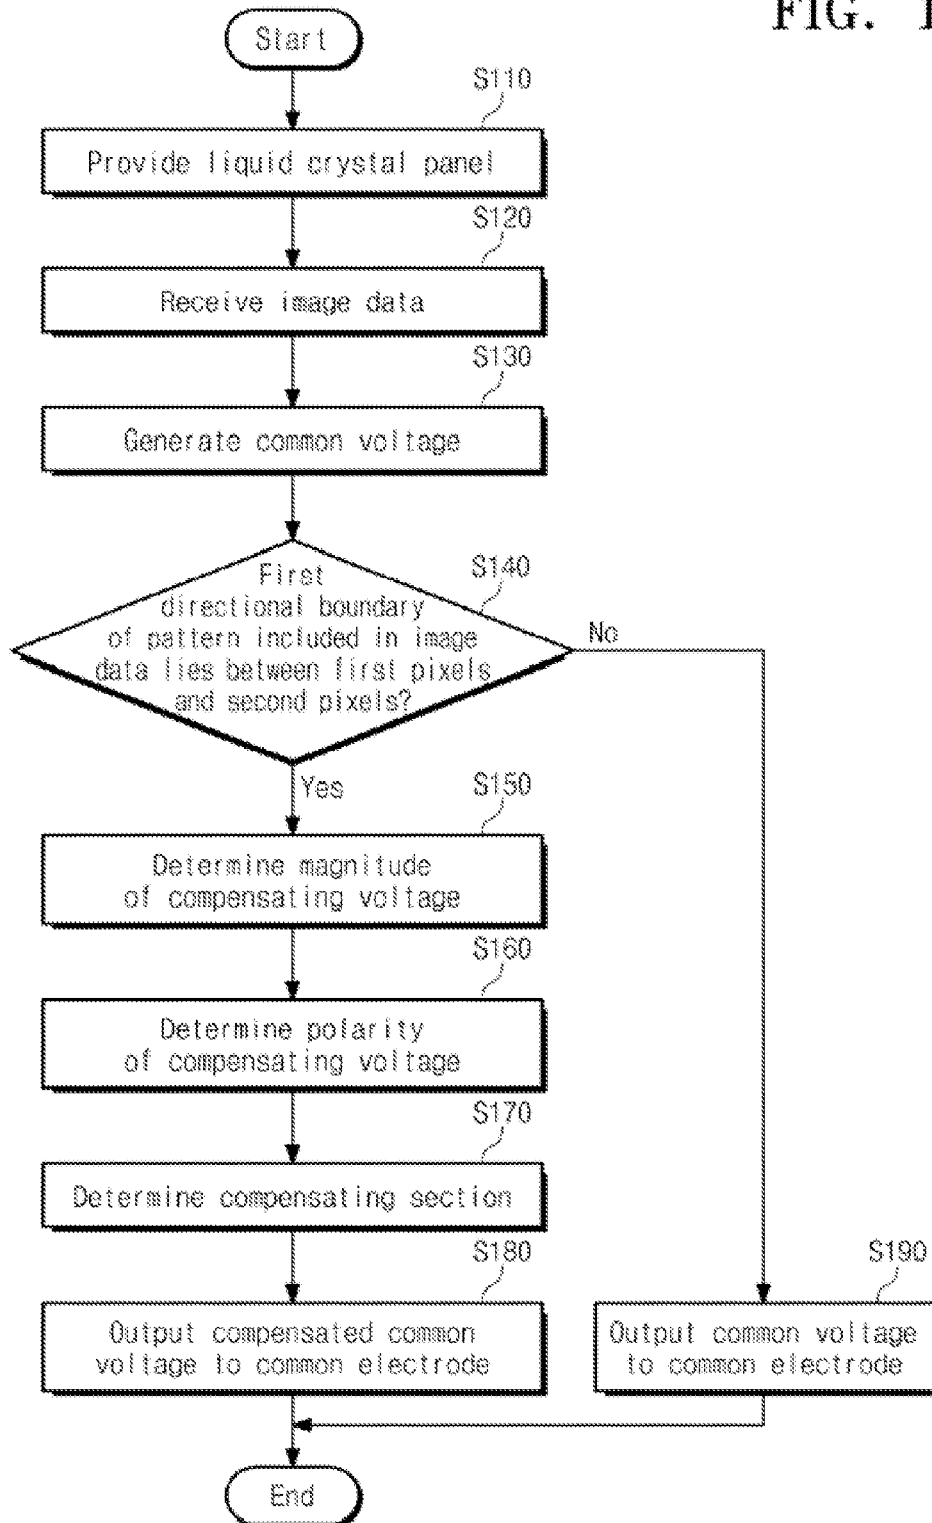 FIG.
Start
S110
Provide liquid crystal panel
S120
Receive image data
S130
Generate common voltage
S140
First
directional boundary
of pattern included in image
data lies between first pixels
and second pixels?
No
Yes
S150
Determine magnitude
of compensating voltage
S160
Determine polarity
of compensating voltage
S170
Determine compensating section
S180
Output compensated common
voltage to common electrode
S190
Output common voltage
to common electrode
End